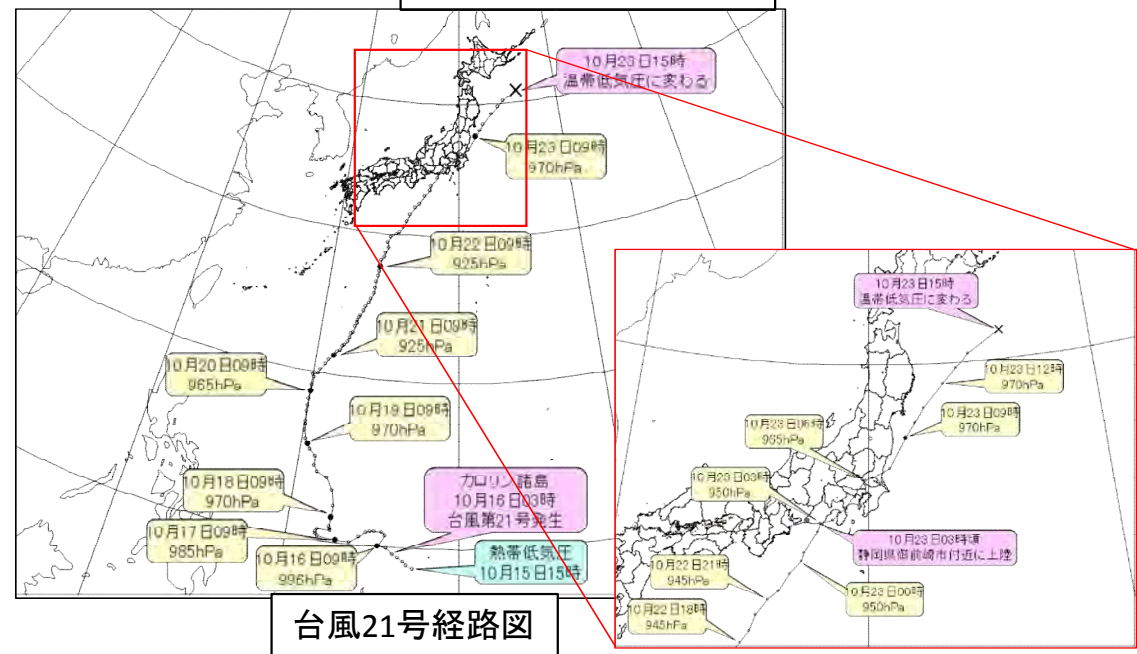 10月23日15時
温帯低気圧に変わる
10月23日09時
970hPa
10月22日09時
925hPa
10月21日09時
925hPa
10月20日09時
965hPa
10月19日09時
970hPa
10月18日09時
970hPa
10月17日09時
985hPa
10月16日09時
996hPa
カロリン諸島
10月16日03時
台風第21号発生
熱帯低気圧
10月15日15時
台風21号経路図
10月23日15時
温帯低気圧に変わる
10月23日12時
970hPa
10月23日09時
970hPa
10月23日06時
965hPa
10月23日03時
950hPa
10月23日03時頃
静岡県御前崎市付近に上陸
10月23日00時
950hPa
10月22日21時
945hPa
10月22日18時
945hPa